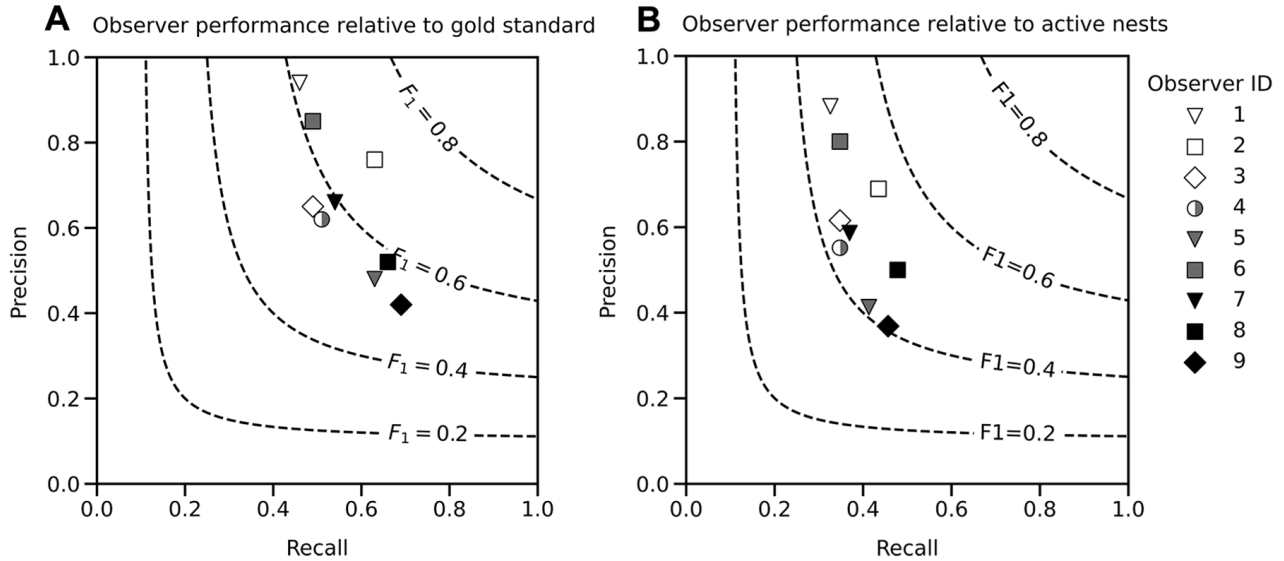 A Observer performance relative to gold standard
1.0
0.8
0.6
0.4
0.2
0.0
Precision
F₁ = 0.8
F₁ = 0.6
F₁ = 0.4
F₁ = 0.2
0.0 0.2 0.4 0.6 0.8 1.0
Recall
B Observer performance relative to active nests
1.0
0.8
0.6
0.4
0.2
0.0
Precision
F1=0.8
F1=0.6
F1=0.4
F1=0.2
0.0 0.2 0.4 0.6 0.8 1.0
Recall
Observer ID
1
2
3
4
5
6
7
8
9